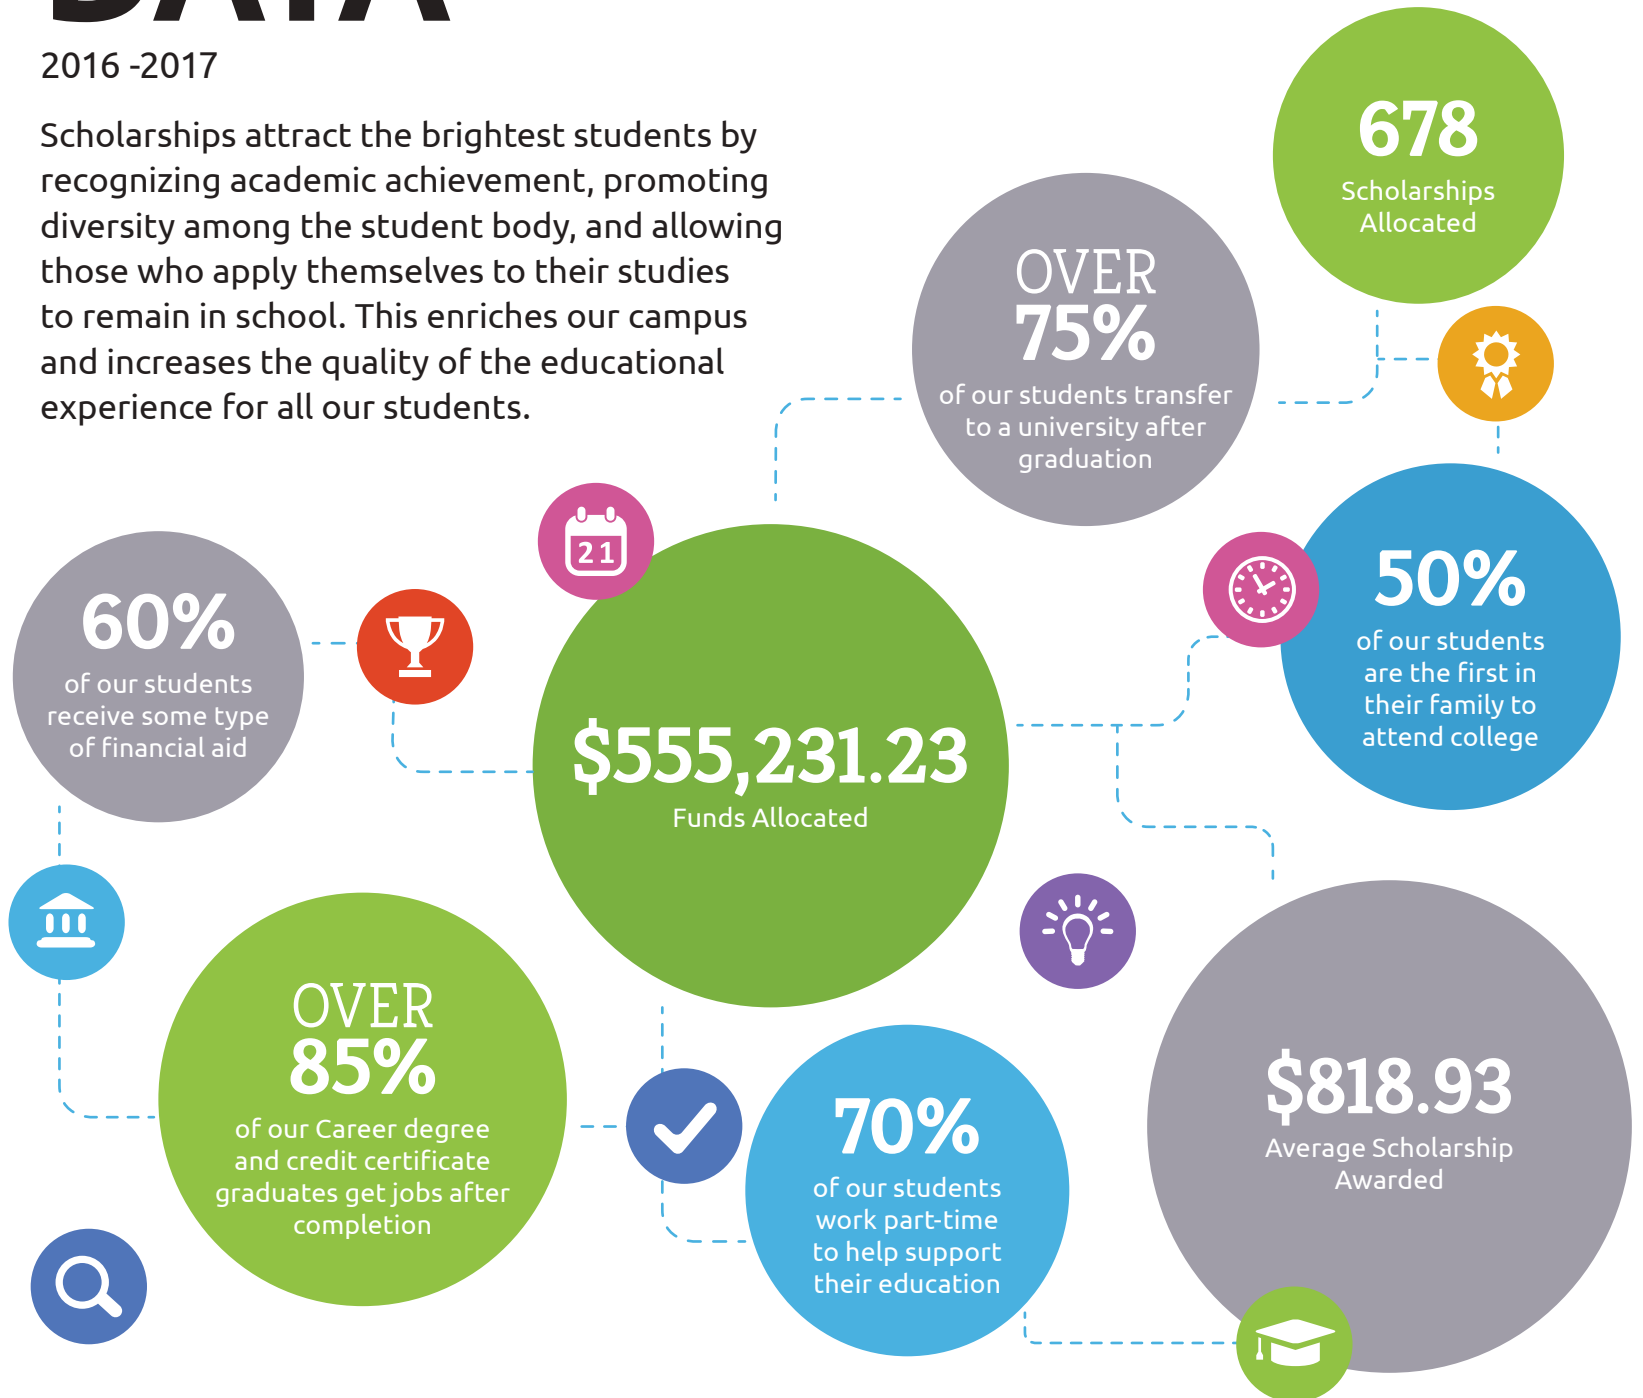 DATA
2016 -2017
Scholarships attract the brightest students by
recognizing academic achievement, promoting
diversity among the student body, and allowing
those who apply themselves to their studies
to remain in school. This enriches our campus
and increases the quality of the educational
experience for all our students.
678
Scholarships
Allocated
OVER
75%
of our students transfer
to a university after
graduation
21
50%
of our students
are the first in
their family to
attend college
60%
of our students
receive some type
of financial aid
$555,231.23
Funds Allocated
OVER
85%
of our Career degree
and credit certificate
graduates get jobs after
completion
70%
of our students
work part-time
to help support
their education
$818.93
Average Scholarship
Awarded